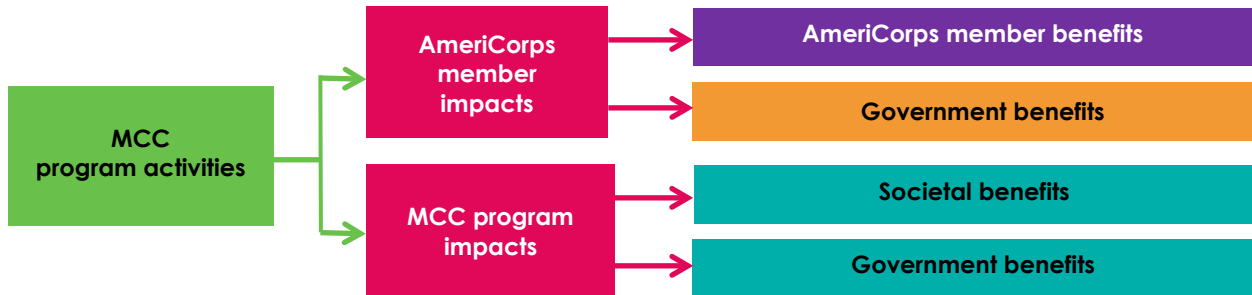 MCC
program activities
AmeriCorps
member
impacts
MCC program
impacts
AmeriCorps member benefits
Government benefits
Societal benefits
Government benefits